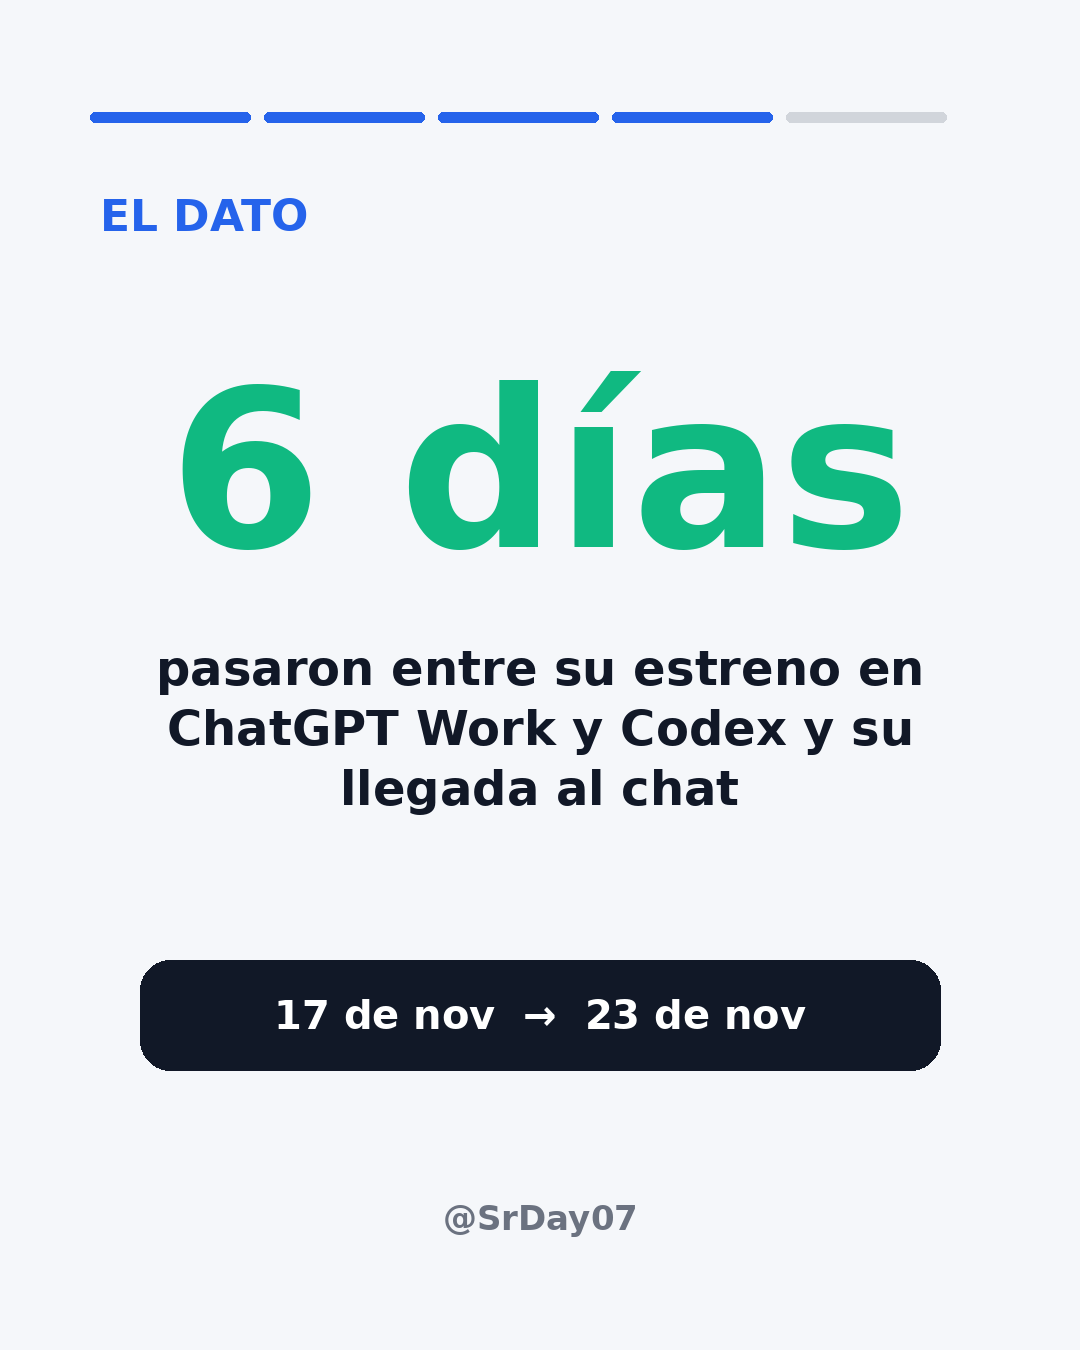 EL DATO
6 días
pasaron entre su estreno en
ChatGPT Work y Codex y su
llegada al chat
17 de nov → 23 de nov
@SrDay07